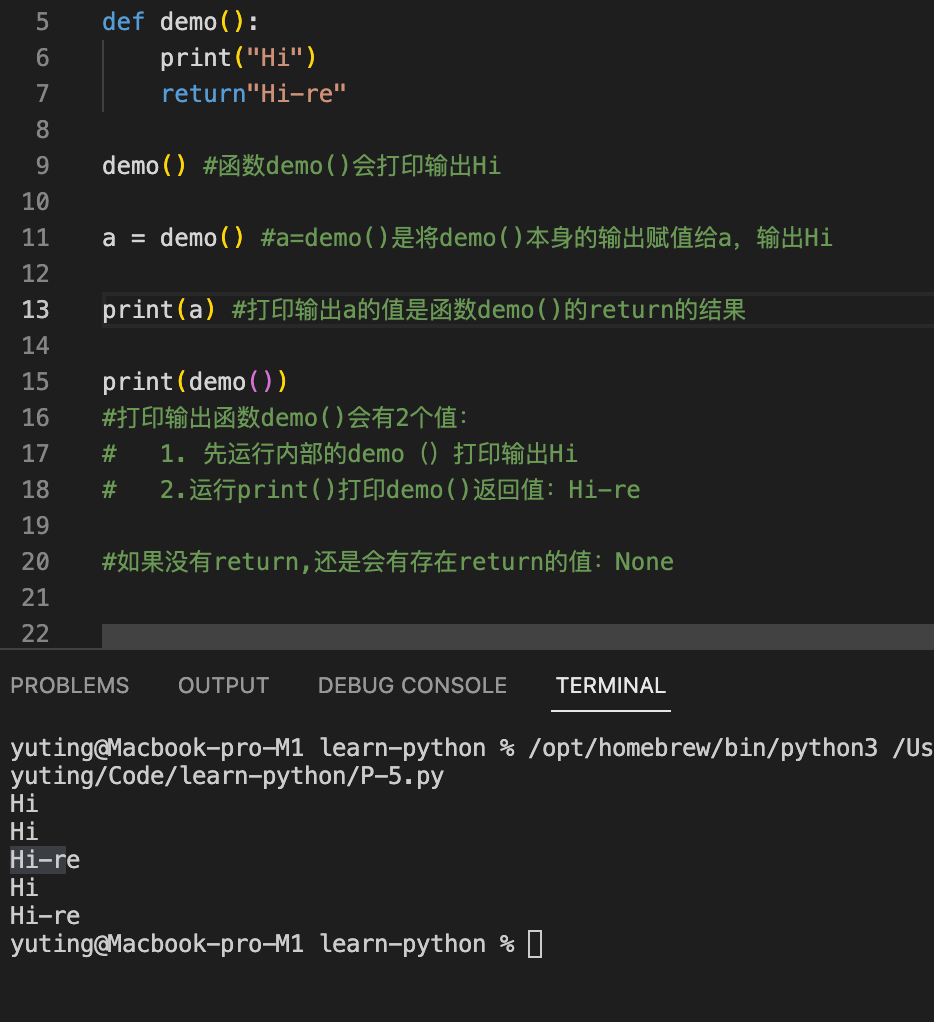 5 def demo():
6 print("Hi")
7 return"Hi-re"
8
9 demo() #函数demo()会打印输出Hi
10
11 a = demo() #a=demo()是将demo()本身的输出赋值给a，输出Hi
12
13 print(a) #打印输出a的值是函数demo()的return的结果
14
15 print(demo())
16 #打印输出函数demo()会有2个值：
17 # 1. 先运行内部的demo（）打印输出Hi
18 # 2.运行print()打印demo()返回值：Hi-re
19
20 #如果没有return,还是会有存在return的值：None
21
22
PROBLEMS OUTPUT DEBUG CONSOLE TERMINAL
yuting@Macbook-pro-M1 learn-python % /opt/homebrew/bin/python3 /Us
yuting/Code/learn-python/P-5.py
Hi
Hi
Hi-re
Hi
Hi-re
yuting@Macbook-pro-M1 learn-python %